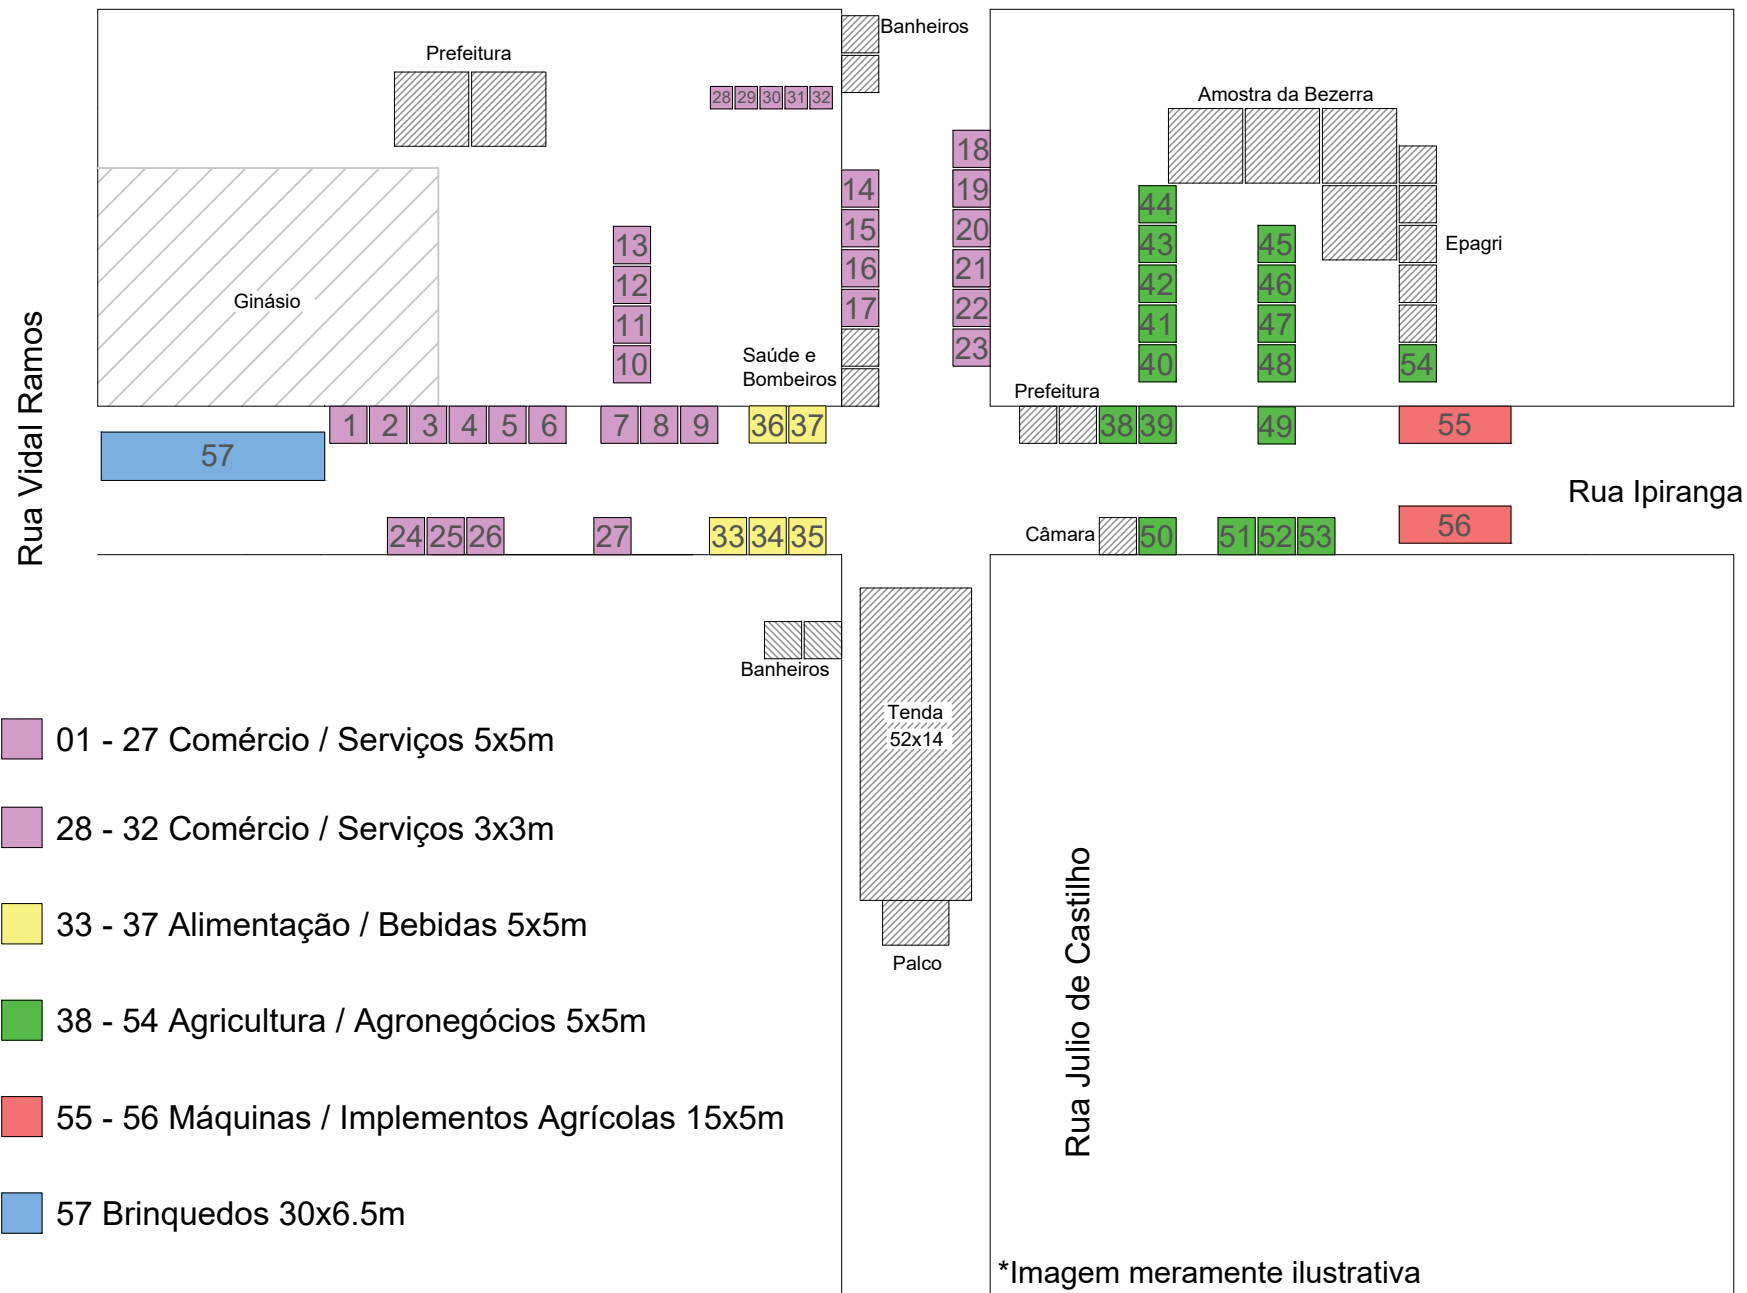 Banheiros
Prefeitura
28 29 30 31 32
Amostra da Bezerra
18
14
19
44
15
20
13
43
45
Epagri
16
21
12
42
46
Ginásio
17
22
11
41
47
23
10
40
48
54
Saúde e
Bombeiros
Prefeitura
Rua Vidal Ramos
1 2 3 4 5 6 7 8 9 36 37
38 39 49 55
57
Rua Ipiranga
24 25 26 27 33 34 35
Câmara
50 51 52 53 56
Banheiros
Tenda
52x14
Palco
Rua Julio de Castilho
01 - 27 Comércio / Serviços 5x5m
28 - 32 Comércio / Serviços 3x3m
33 - 37 Alimentação / Bebidas 5x5m
38 - 54 Agricultura / Agronegócios 5x5m
55 - 56 Máquinas / Implementos Agrícolas 15x5m
57 Brinquedos 30x6.5m
*Imagem meramente ilustrativa